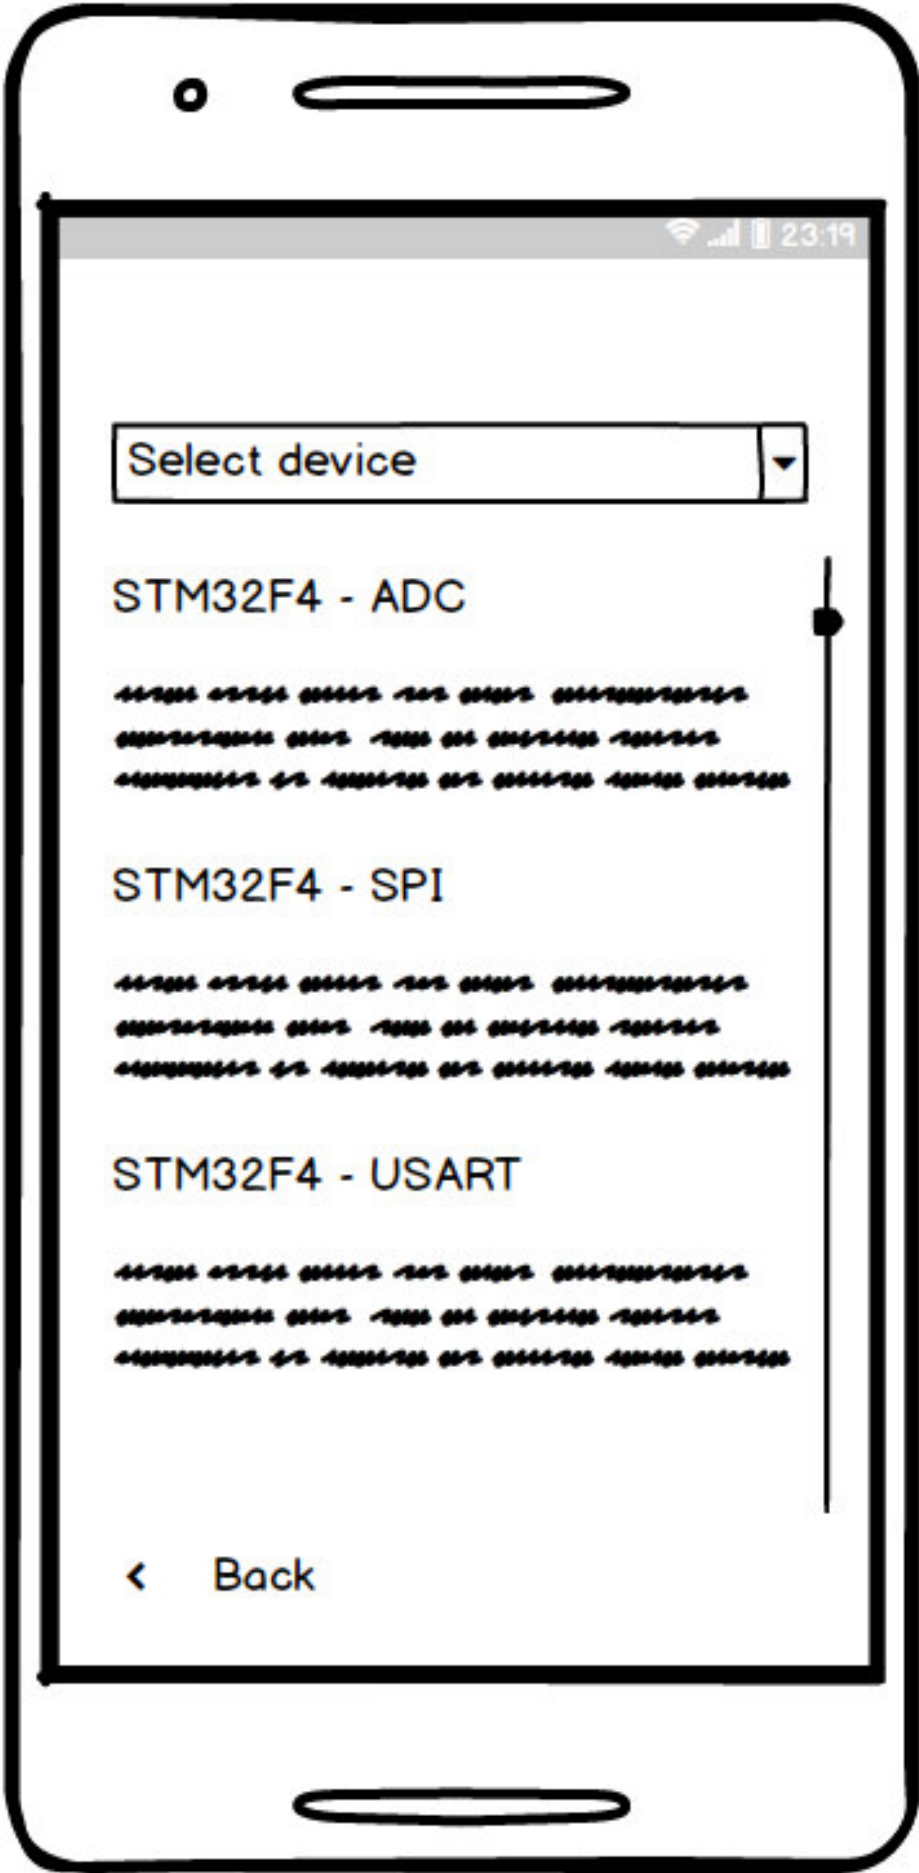 23:19
Select device
STM32F4 - ADC
STM32F4 - SPI
STM32F4 - USART
Back